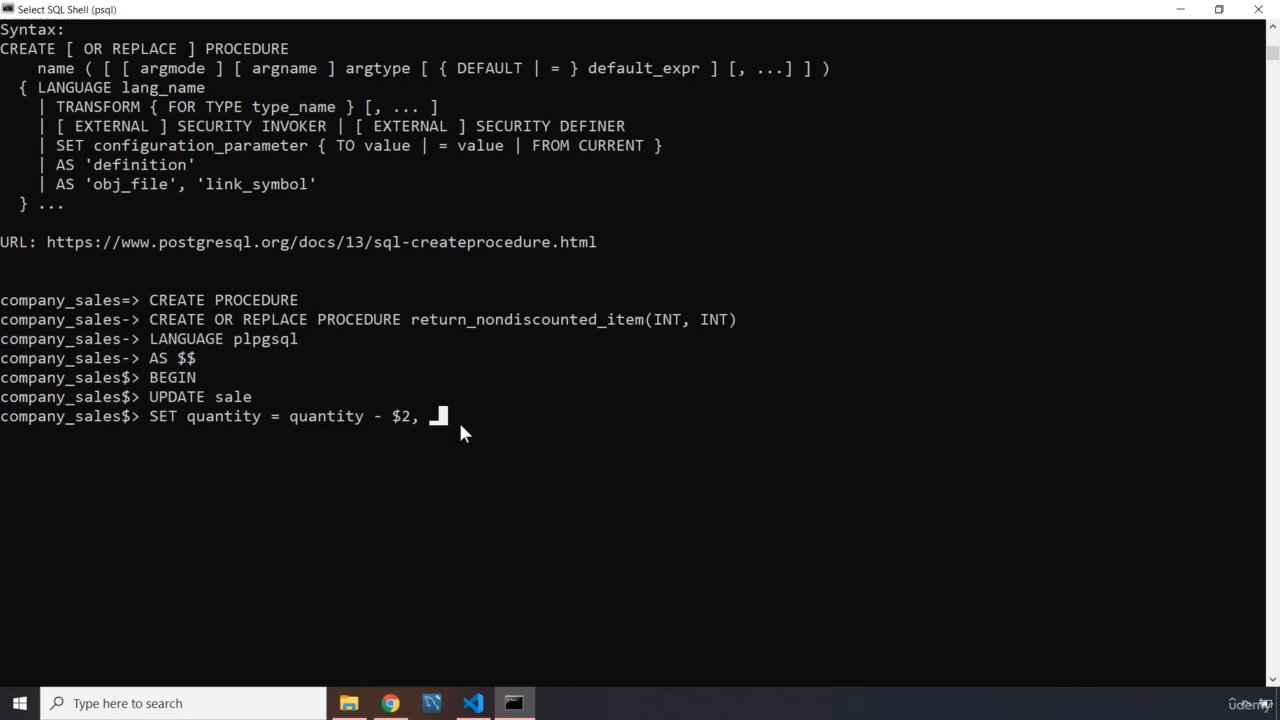 Select SQL Shell (psql)
Syntax:
CREATE [ OR REPLACE ] PROCEDURE
    name ( [ [ argmode ] [ argname ] argtype [ { DEFAULT | = } default_expr ] [, ...] ] )
  { LANGUAGE lang_name
    | TRANSFORM { FOR TYPE type_name } [, ... ]
    | [ EXTERNAL ] SECURITY INVOKER | [ EXTERNAL ] SECURITY DEFINER
    | SET configuration_parameter { TO value | = value | FROM CURRENT }
    | AS 'definition'
    | AS 'obj_file', 'link_symbol'
  } ...
URL: https://www.postgresql.org/docs/13/sql-createprocedure.html
company_sales=> CREATE PROCEDURE
company_sales-> CREATE OR REPLACE PROCEDURE return_nondiscounted_item(INT, INT)
company_sales-> LANGUAGE plpgsql
company_sales-> AS $$
company_sales$> BEGIN
company_sales$> UPDATE sale
company_sales$> SET quantity = quantity - $2,
Type here to search
udemy